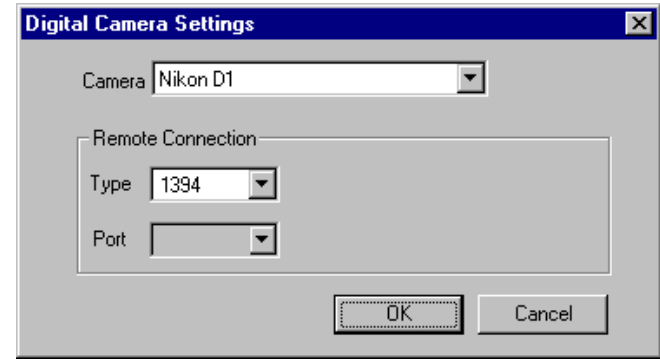 Digital Camera Settings
Camera Nikon D1
Remote Connection
Type 1394
Port
OK Cancel